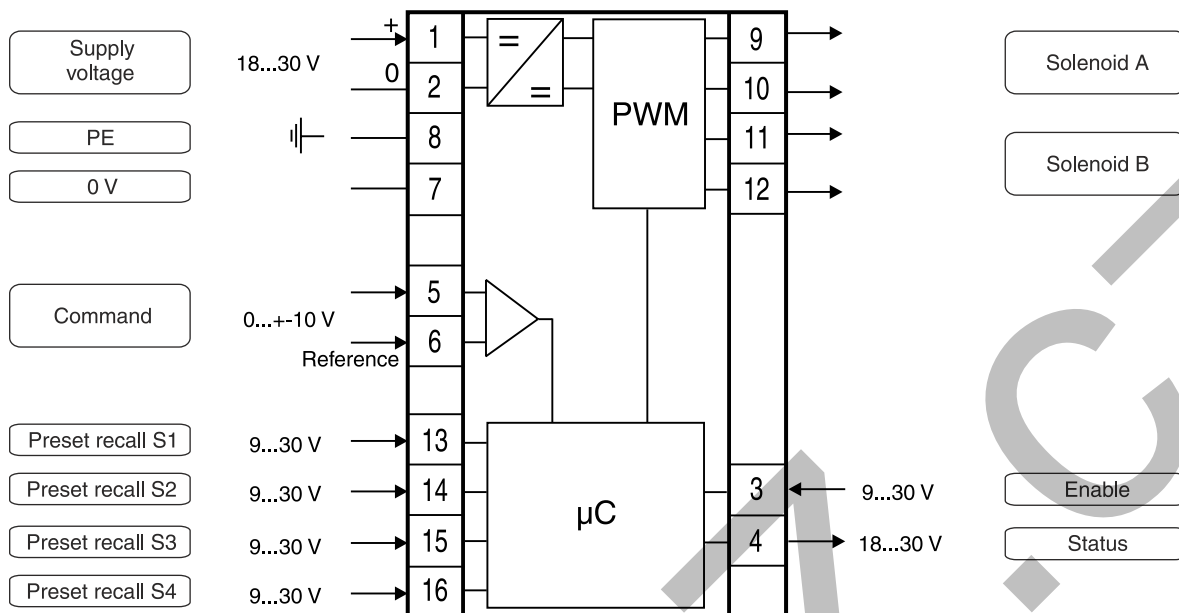 Supply
voltage
18...30 V
+
0
1
2
=
=
PWM
9
10
11
12
Solenoid A
Solenoid B
PE
8
0 V
7
Command
0...+-10 V
Reference
5
6
Preset recall S1
9...30 V
13
Preset recall S2
9...30 V
14
Preset recall S3
9...30 V
15
Preset recall S4
9...30 V
16
µC
3
9...30 V
Enable
4
18...30 V
Status